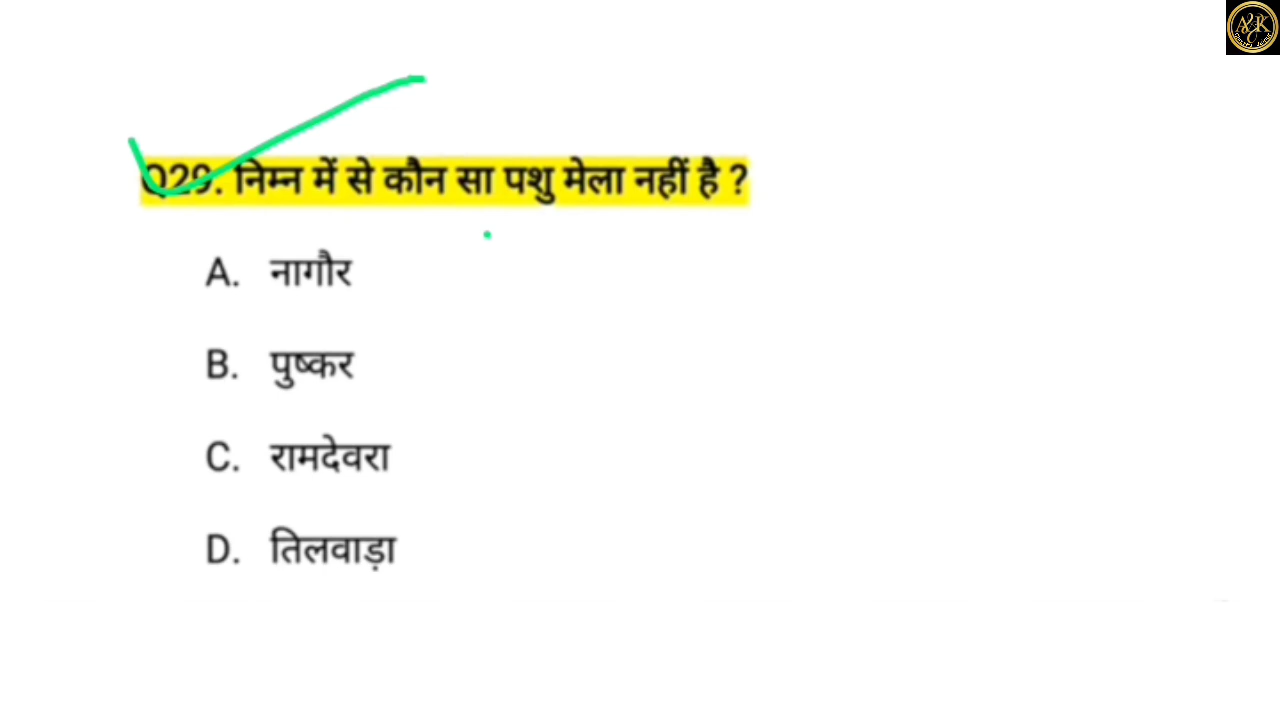 Q29. निम्न में से कौन सा पशु मेला नहीं है ?
A. नागौर
B. पुष्कर
C. रामदेवरा
D. तिलवाड़ा